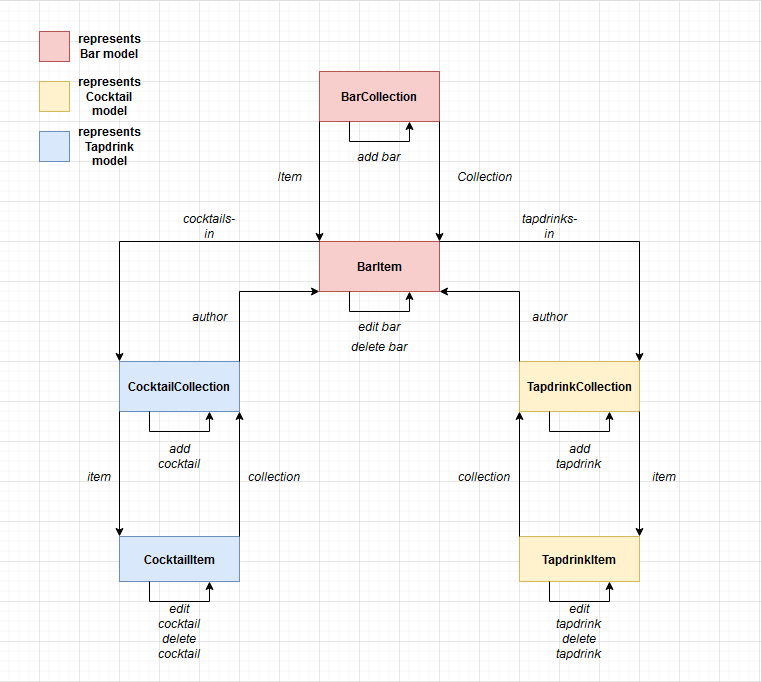 represents
Bar model
represents
Cocktail
model
represents
Tapdrink
model
BarCollection
add bar
Item
Collection
cocktails-
in
tapdrinks-
in
BarItem
author
edit bar
author
delete bar
CocktailCollection
TapdrinkCollection
add
cocktail
add
tapdrink
item
collection
collection
item
CocktailItem
TapdrinkItem
edit
cocktail
delete
cocktail
edit
tapdrink
delete
tapdrink